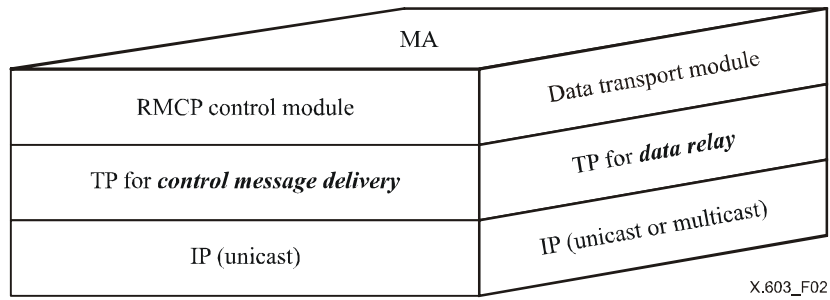 MA
RMCP control module
Data transport module
TP for control message delivery
TP for data relay
IP (unicast)
IP (unicast or multicast)
X.603_F02